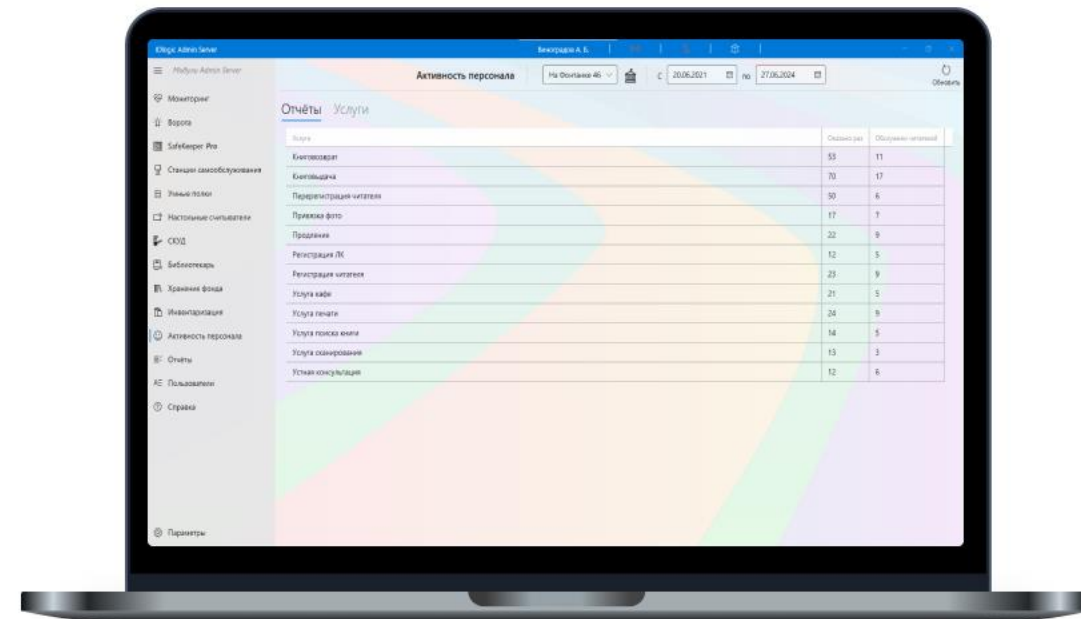 IDlogic Admin Server
Виноградов А. Б.
Модули Admin Server
Активность персонала
На Фонтанке 46
С
20.06.2021
по
27.06.2024
Обновить
Мониторинг
Ворота
SafeKeeper Pro
Станции самообслуживания
Умные полки
Настольные считыватели
СКУД
Библиотекарь
Хранение фонда
Инвентаризация
Активность персонала
Отчёты
Пользователи
Справка
Параметры
Отчёты Услуги
Услуга Оказано раз Обслужено читателей
Книговозврат 53 11
Книговыдача 70 17
Перерегистрация читателя 50 6
Привязка фото 17 7
Продление 22 9
Регистрация ЛК 12 5
Регистрация читателя 23 9
Услуга кафе 21 5
Услуга печати 24 9
Услуга поиска книги 14 5
Услуга сканирования 13 3
Устная консультация 12 6